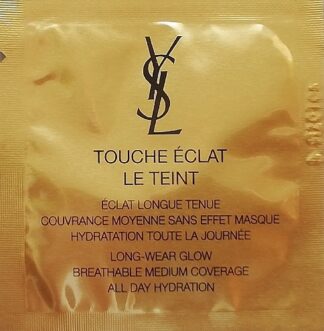 YSL
TOUCHE ÉCLAT
LE TEINT
ÉCLAT LONGUE TENUE
COUVRANCE MOYENNE SANS EFFET MASQUE
HYDRATATION TOUTE LA JOURNÉE
LONG-WEAR GLOW
BREATHABLE MEDIUM COVERAGE
ALL DAY HYDRATION